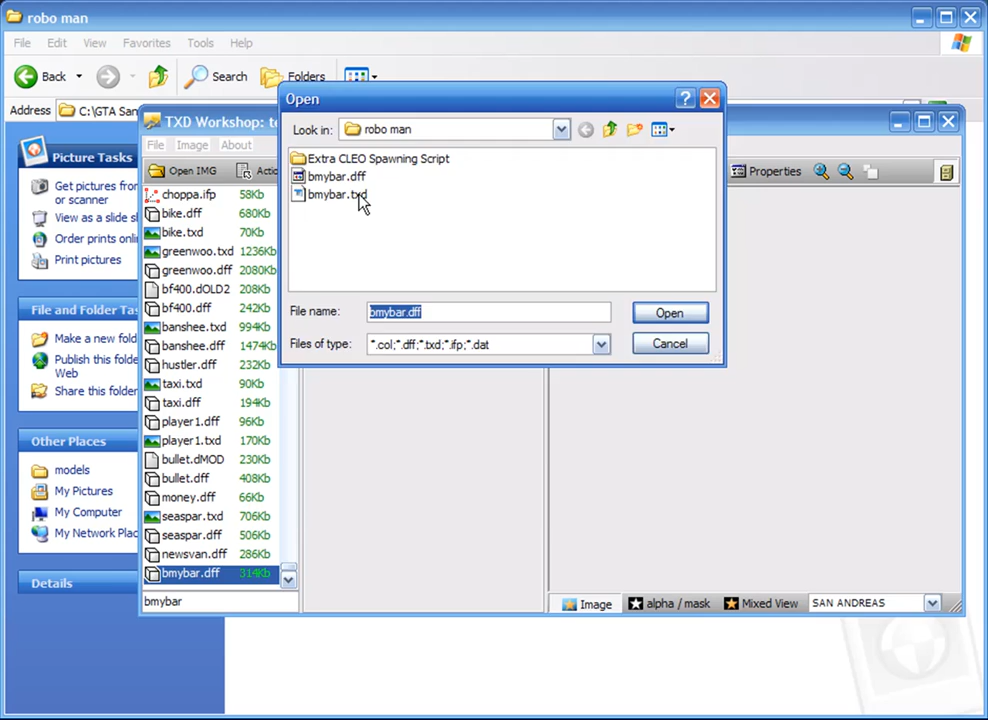 robo man
File Edit View Favorites Tools Help
Back Search Folders
Address C:\GTA San
TXD Workshop: te
File Image About
Open IMG Actio Properties
Open
Look in: robo man
Extra CLEO Spawning Script
bmybar.dff
bmybar.txd
File name: bmybar.dff
Open
Files of type: *.col;*.dff;*.txd;*.ifp;*.dat
Cancel
Picture Tasks
Get pictures from
or scanner
View as a slide s
Order prints onli
Print pictures
File and Folder Ta
Make a new fold
Publish this folde
Web
Share this folder
Other Places
models
My Pictures
My Computer
My Network Plac
Details
choppa.ifp 58Kb
bike.dff 680Kb
bike.txd 70Kb
greenwoo.txd 1236Kb
greenwoo.dff 2080Kb
bf400.dOLD2 208Kb
bf400.dff 242Kb
banshee.txd 994Kb
banshee.dff 1474Kb
hustler.dff 232Kb
taxi.txd 90Kb
taxi.dff 194Kb
player1.dff 96Kb
player1.txd 170Kb
bullet.dMOD 230Kb
bullet.dff 408Kb
money.dff 66Kb
seaspar.txd 706Kb
seaspar.dff 506Kb
newsvan.dff 286Kb
bmybar.dff 314Kb
bmybar
Image alpha / mask Mixed View SAN ANDREAS